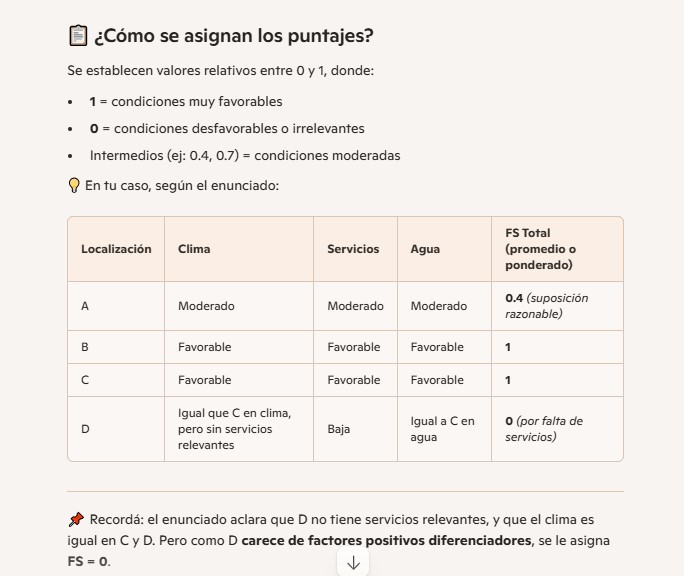 📋 ¿Cómo se asignan los puntajes?
Se establecen valores relativos entre 0 y 1, donde:
• 1 = condiciones muy favorables
• 0 = condiciones desfavorables o irrelevantes
• Intermedios (ej: 0.4, 0.7) = condiciones moderadas
💡 En tu caso, según el enunciado:
Localización Clima Servicios Agua FS Total (promedio o ponderado)
A Moderado Moderado Moderado 0.4 (suposición razonable)
B Favorable Favorable Favorable 1
C Favorable Favorable Favorable 1
D Igual que C en clima, pero sin servicios relevantes Baja Igual a C en agua 0 (por falta de servicios)
📌 Recordá: el enunciado aclara que D no tiene servicios relevantes, y que el clima es
igual en C y D. Pero como D carece de factores positivos diferenciadores, se le asigna
FS = 0.